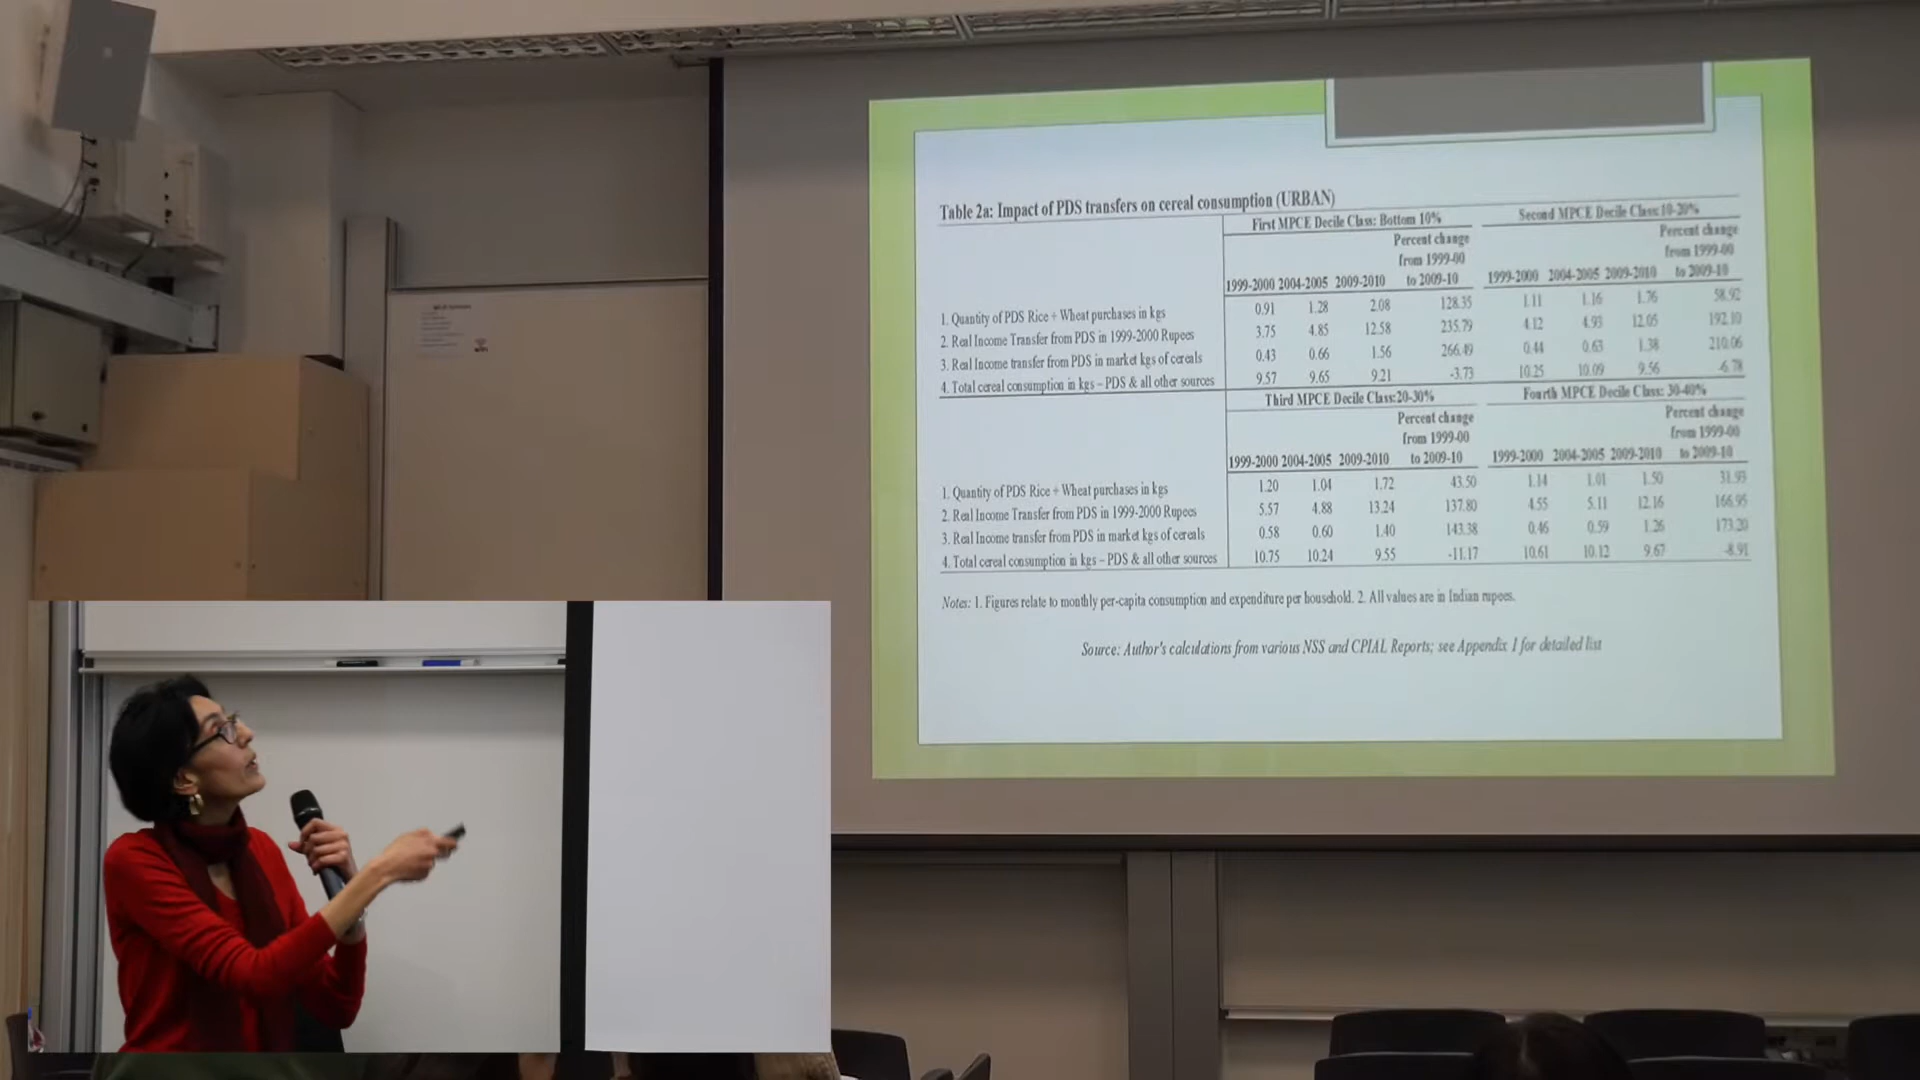 Table 2a: Impact of PDS transfers on cereal consumption (URBAN)
First MPCE Decile Class: Bottom 10% Second MPCE Decile Class:10-20%
Percent change Percent change
from 1999-00 from 1999-00
1999-2000 2004-2005 2009-2010 to 2009-10 1999-2000 2004-2005 2009-2010 to 2009-10
1. Quantity of PDS Rice + Wheat purchases in kgs 0.91 1.28 2.08 128.35 1.11 1.16 1.76 58.92
2. Real Income Transfer from PDS in 1999-2000 Rupees 3.75 4.85 12.58 235.79 4.12 4.93 12.05 192.10
3. Real Income transfer from PDS in market kgs of cereals 0.43 0.66 1.56 266.49 0.44 0.63 1.38 210.06
4. Total cereal consumption in kgs – PDS & all other sources 9.57 9.65 9.21 -3.73 10.25 10.09 9.56 -6.78
Third MPCE Decile Class:20-30% Fourth MPCE Decile Class: 30-40%
Percent change Percent change
from 1999-00 from 1999-00
1999-2000 2004-2005 2009-2010 to 2009-10 1999-2000 2004-2005 2009-2010 to 2009-10
1. Quantity of PDS Rice + Wheat purchases in kgs 1.20 1.04 1.72 43.50 1.14 1.01 1.50 31.93
2. Real Income Transfer from PDS in 1999-2000 Rupees 5.57 4.88 13.24 137.80 4.55 5.11 12.16 166.95
3. Real Income transfer from PDS in market kgs of cereals 0.58 0.60 1.40 143.38 0.46 0.59 1.26 173.20
4. Total cereal consumption in kgs – PDS & all other sources 10.75 10.24 9.55 -11.17 10.61 10.12 9.67 -8.91
Notes: 1. Figures relate to monthly per-capita consumption and expenditure per household. 2. All values are in Indian rupees.
Source: Author's calculations from various NSS and CPIAL Reports; see Appendix 1 for detailed list